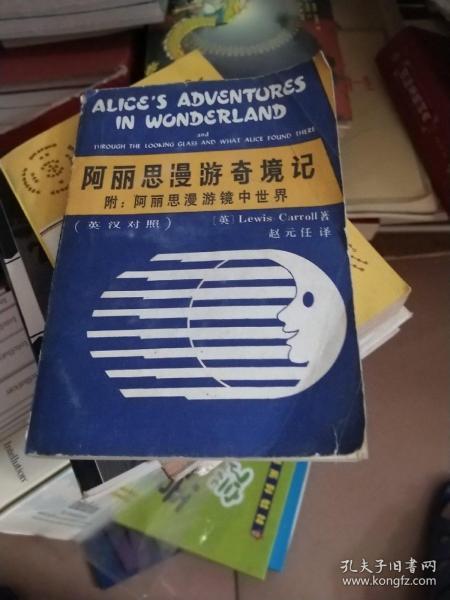 ALICE'S ADVENTURES
IN WONDERLAND
and
THROUGH THE LOOKING GLASS AND WHAT ALICE FOUND THERE
阿丽思漫游奇境记
附：阿丽思漫游镜中世界
(英汉对照)
〔英〕Lewis Carroll著
赵元任 译
Intellution
孔夫子旧书网
www.kongfz.com